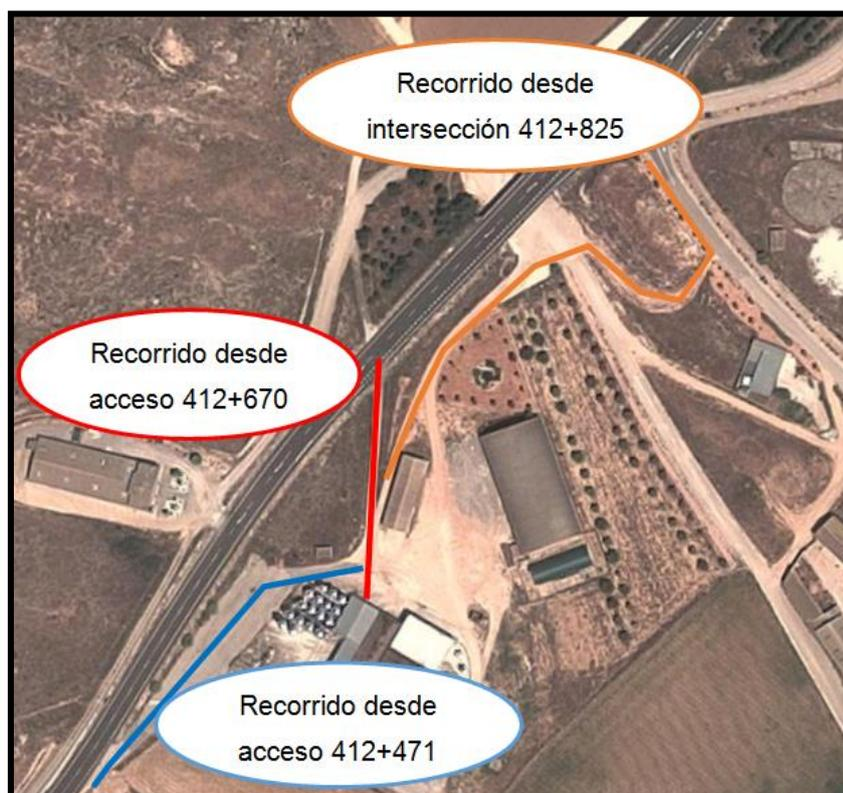 Recorrido desde
intersección 412+825
Recorrido desde
acceso 412+670
Recorrido desde
acceso 412+471